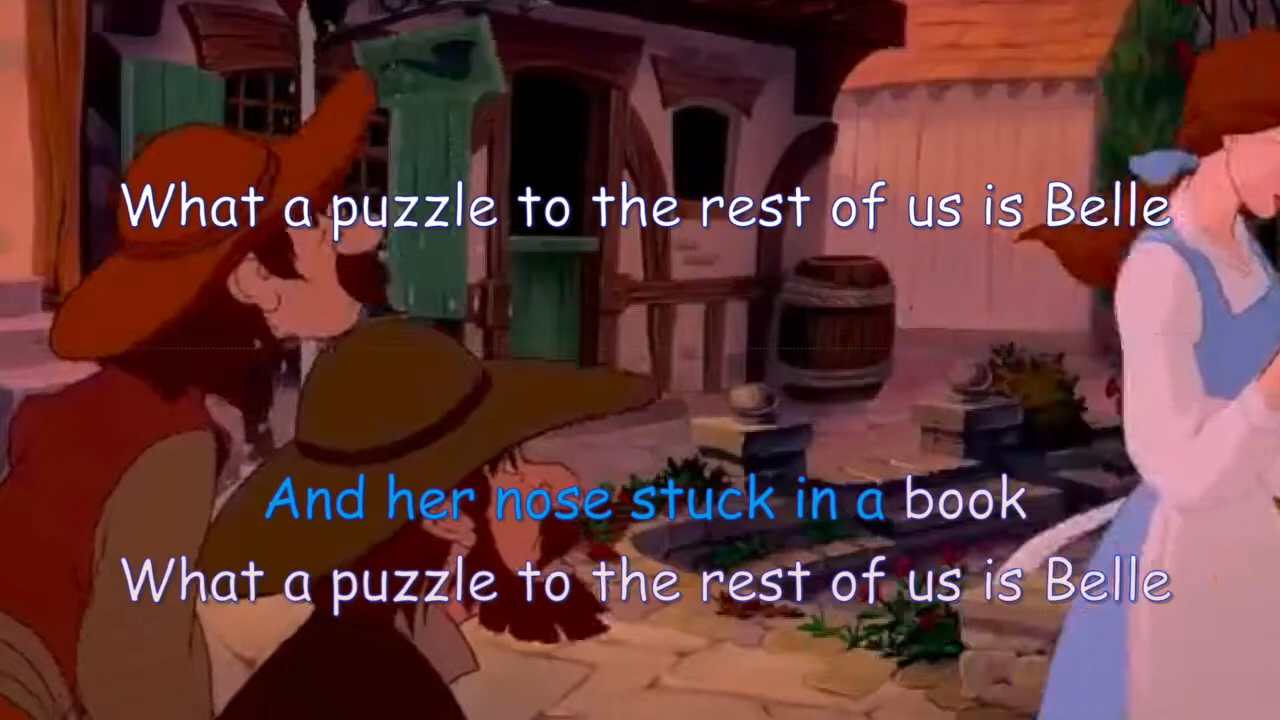 What a puzzle to the rest of us is Belle
And her nose stuck in a book
What a puzzle to the rest of us is Belle